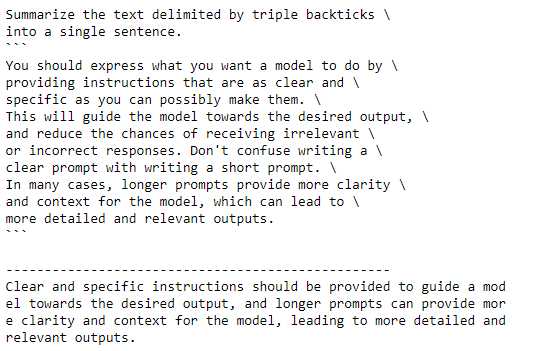 Summarize the text delimited by triple backticks \
into a single sentence.
```
You should express what you want a model to do by \
providing instructions that are as clear and \
specific as you can possibly make them. \
This will guide the model towards the desired output, \
and reduce the chances of receiving irrelevant \
or incorrect responses. Don't confuse writing a \
clear prompt with writing a short prompt. \
In many cases, longer prompts provide more clarity \
and context for the model, which can lead to \
more detailed and relevant outputs.
```
--------------------------------------------------
Clear and specific instructions should be provided to guide a mod
el towards the desired output, and longer prompts can provide mor
e clarity and context for the model, leading to more detailed and
relevant outputs.